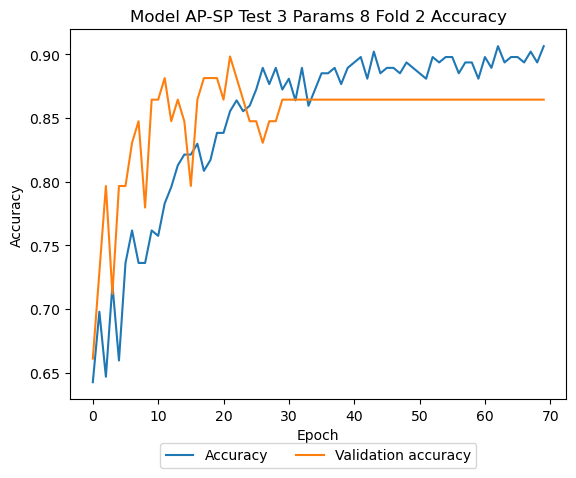 Model AP-SP Test 3 Params 8 Fold 2 Accuracy
0.90
0.85
0.80
0.75
0.70
0.65
Accuracy
0 10 20 30 40 50 60 70
Epoch
Accuracy Validation accuracy